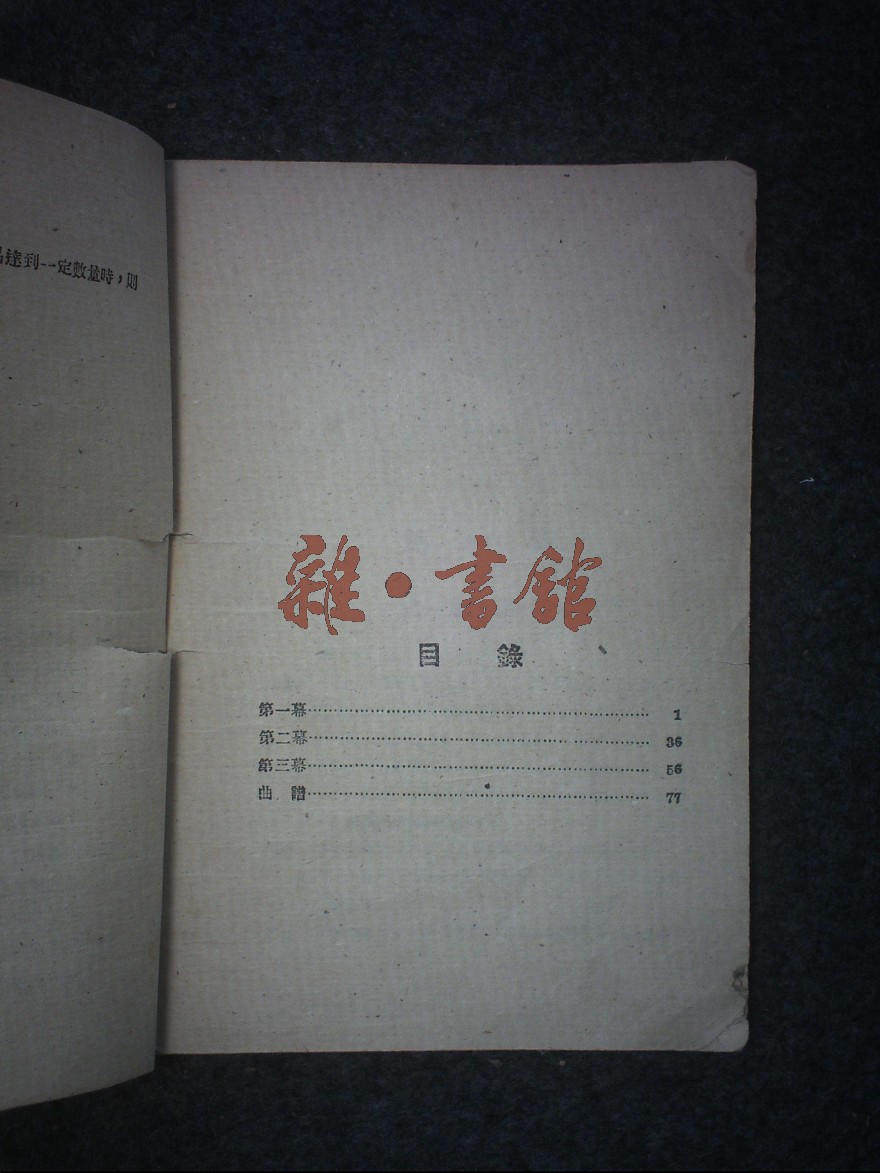 達到一定數量時，則
雜·書館
目錄
第一幕 1
第二幕 36
第三幕 56
曲譜 77